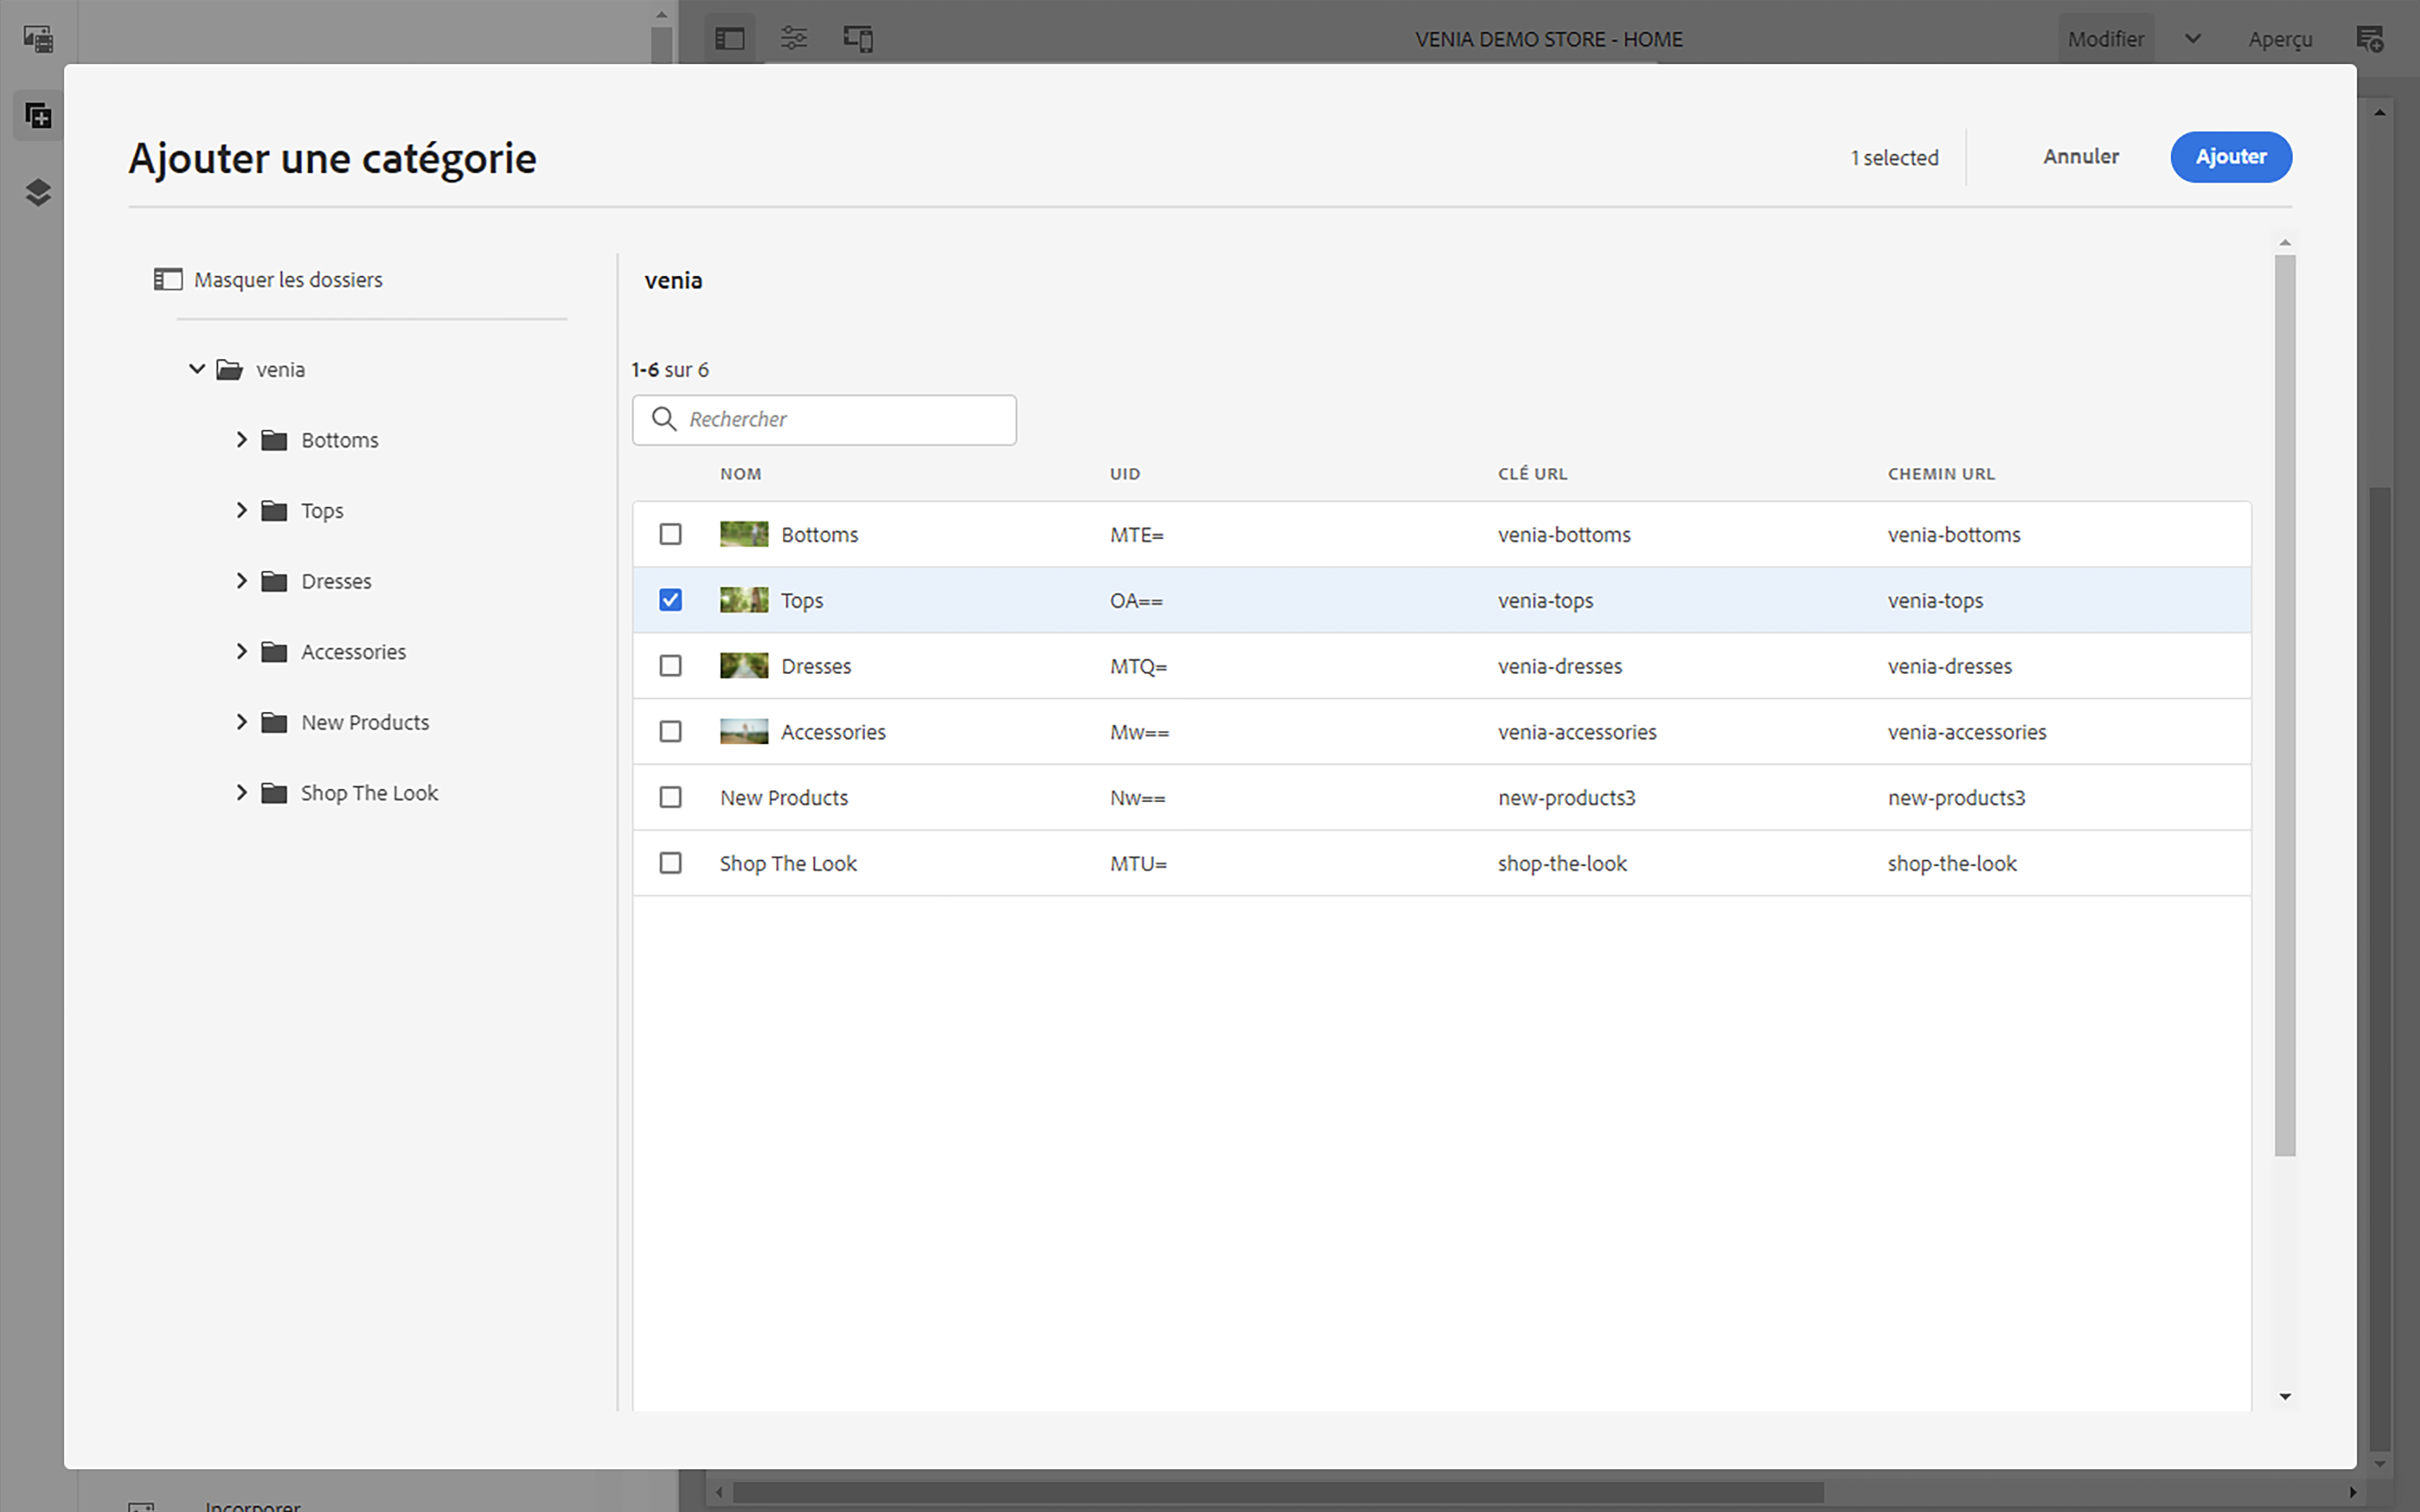 VENIA DEMO STORE - HOME
Modifier
Aperçu
Ajouter une catégorie
1 selected
Annuler
Ajouter
Masquer les dossiers
venia
Bottoms
Tops
Dresses
Accessories
New Products
Shop The Look
venia
1-6 sur 6
Rechercher
NOM UID CLÉ URL CHEMIN URL
Bottoms MTE= venia-bottoms venia-bottoms
Tops OA== venia-tops venia-tops
Dresses MTQ= venia-dresses venia-dresses
Accessories Mw== venia-accessories venia-accessories
New Products Nw== new-products3 new-products3
Shop The Look MTU= shop-the-look shop-the-look
Incorporer